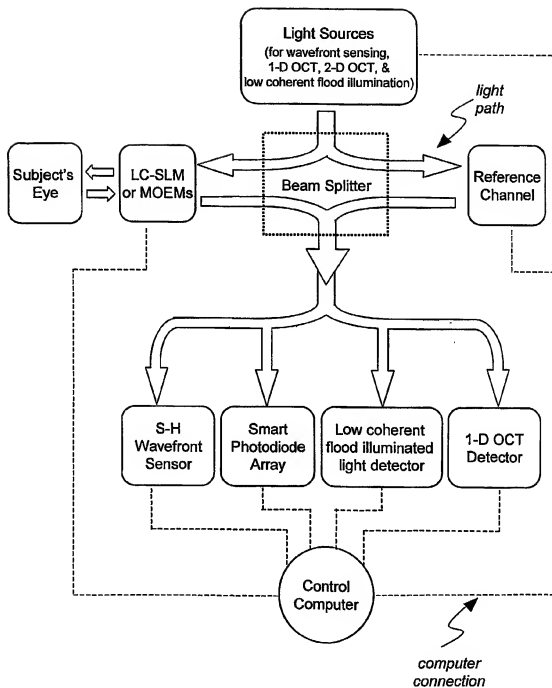 Light Sources
(for wavefront sensing,
1-D OCT, 2-D OCT, &
low coherent flood illumination)
light
path
Subject's
Eye
LC-SLM
or MOEMs
Beam Splitter
Reference
Channel
S-H
Wavefront
Sensor
Smart
Photodiode
Array
Low coherent
flood illuminated
light detector
1-D OCT
Detector
Control
Computer
computer
connection